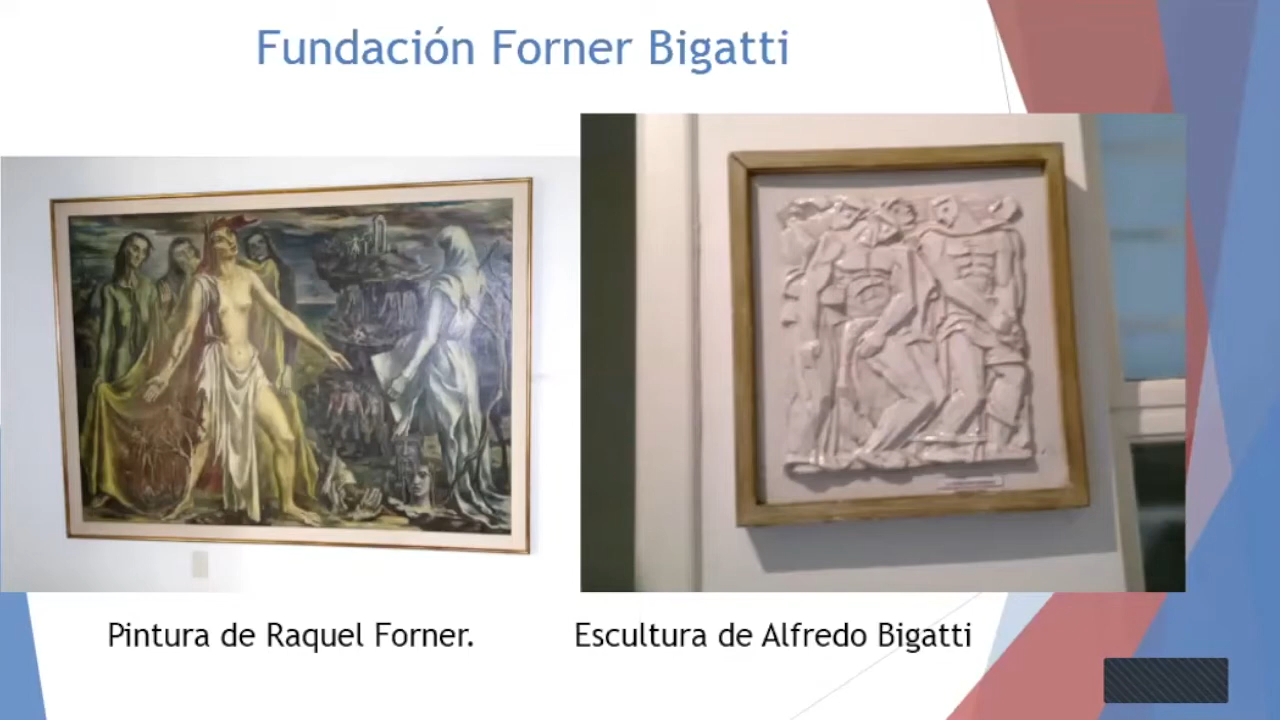 Fundación Forner Bigatti
Pintura de Raquel Forner.
Escultura de Alfredo Bigatti